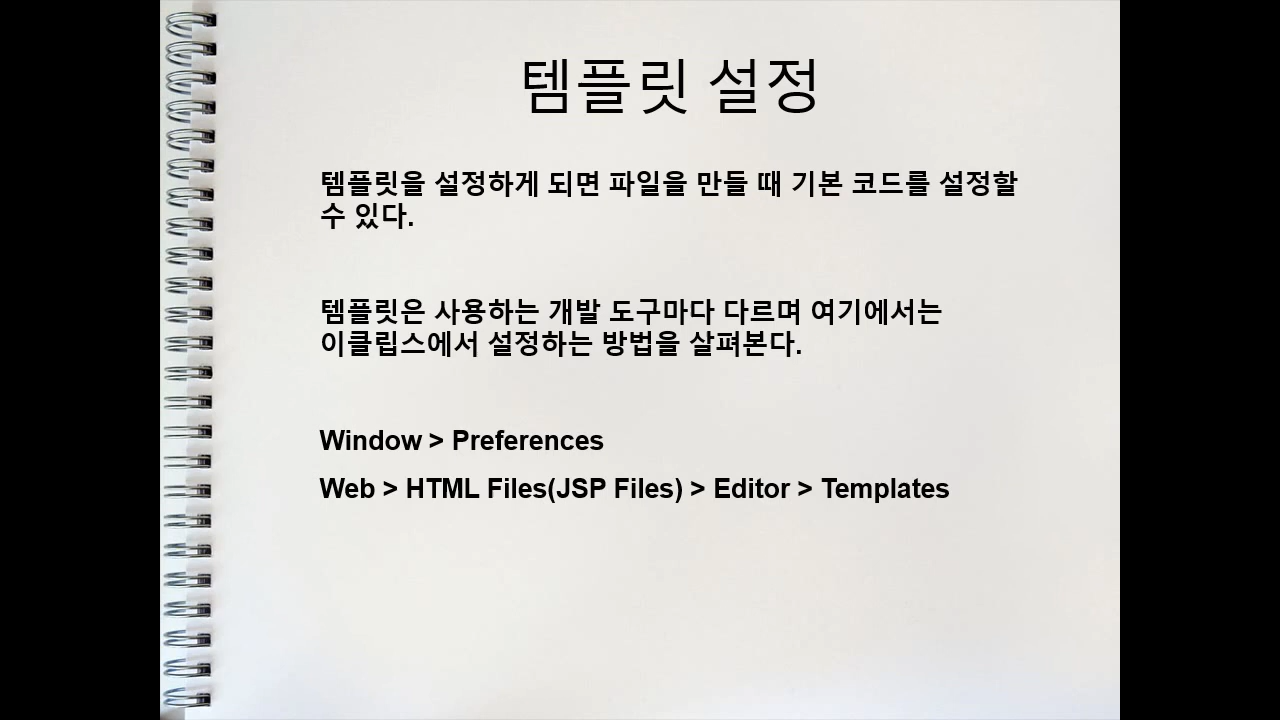 템플릿 설정
템플릿을 설정하게 되면 파일을 만들 때 기본 코드를 설정할
수 있다.
템플릿은 사용하는 개발 도구마다 다르며 여기에서는
이클립스에서 설정하는 방법을 살펴본다.
Window > Preferences
Web > HTML Files(JSP Files) > Editor > Templates